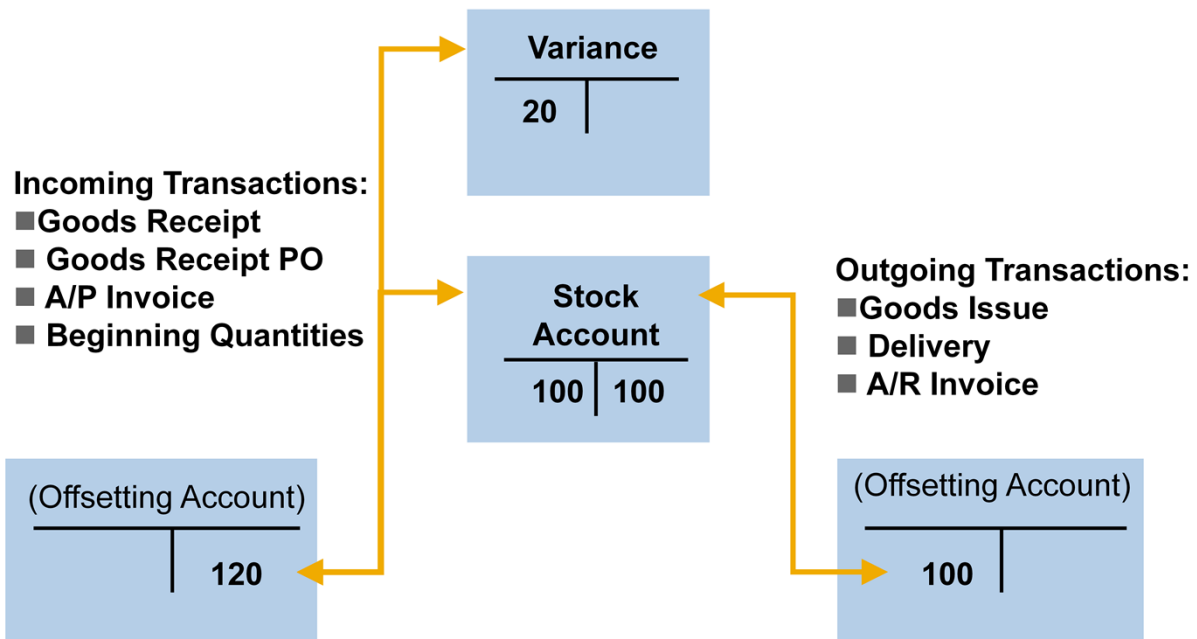 Variance
20
Incoming Transactions:
Goods Receipt
Goods Receipt PO
A/P Invoice
Beginning Quantities
Stock
Account
100 100
Outgoing Transactions:
Goods Issue
Delivery
A/R Invoice
(Offsetting Account)
120
(Offsetting Account)
100